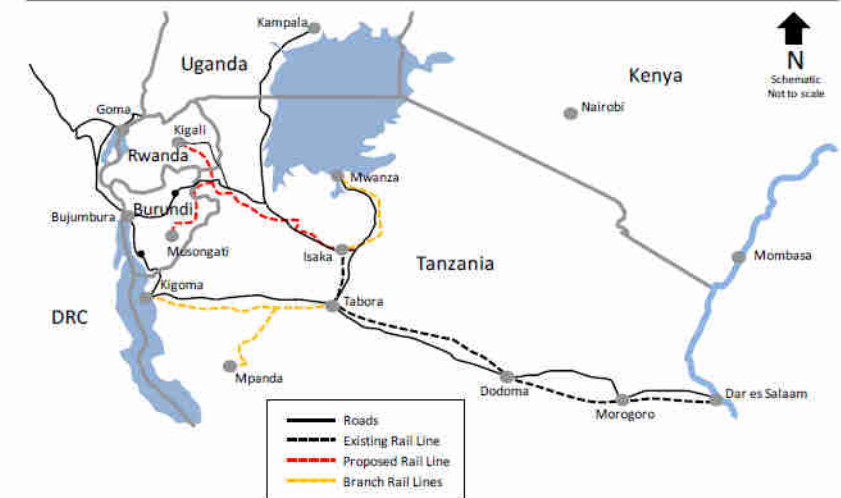 Kampala
Uganda
Kenya
N
Schematic
Not to scale
Goma
Nairobi
Kigali
Rwanda
Mwanza
Burundi
Bujumbura
Musongati
Isaka
Tanzania
Mombasa
Kigoma
DRC
Tabora
Mpanda
Dodoma
Dar es Salaam
Morogoro
Roads
Existing Rail Line
Proposed Rail Line
Branch Rail Lines